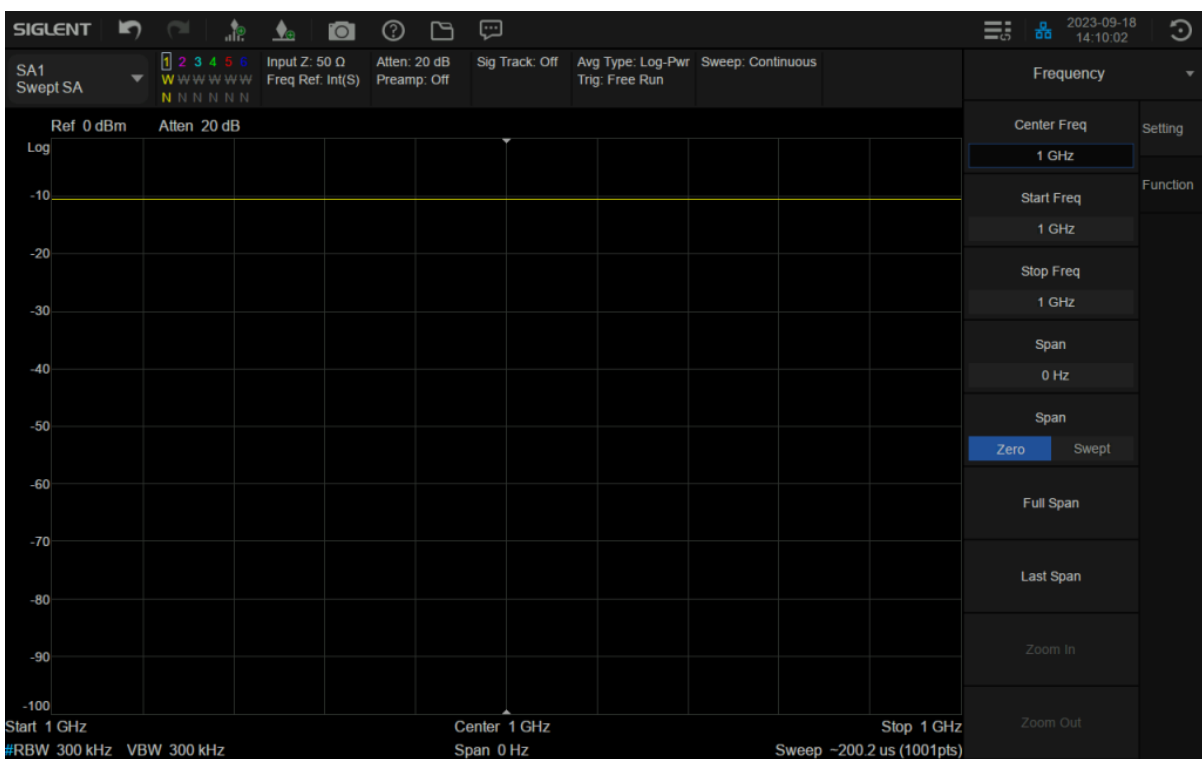 SIGLENT
2023-09-18
14:10:02
SA1
Swept SA
1 2 3 4 5 6
W W W W W W
N N N N N N
Input Z: 50 Ω
Freq Ref: Int(S)
Atten: 20 dB
Preamp: Off
Sig Track: Off
Avg Type: Log-Pwr
Trig: Free Run
Sweep: Continuous
Frequency
Ref 0 dBm Atten 20 dB
Log
-10
-20
-30
-40
-50
-60
-70
-80
-90
-100
Start 1 GHz Center 1 GHz Stop 1 GHz
#RBW 300 kHz VBW 300 kHz Span 0 Hz Sweep ~200.2 us (1001pts)
Center Freq
1 GHz
Start Freq
1 GHz
Stop Freq
1 GHz
Span
0 Hz
Span
Zero Swept
Full Span
Last Span
Zoom In
Zoom Out
Setting
Function